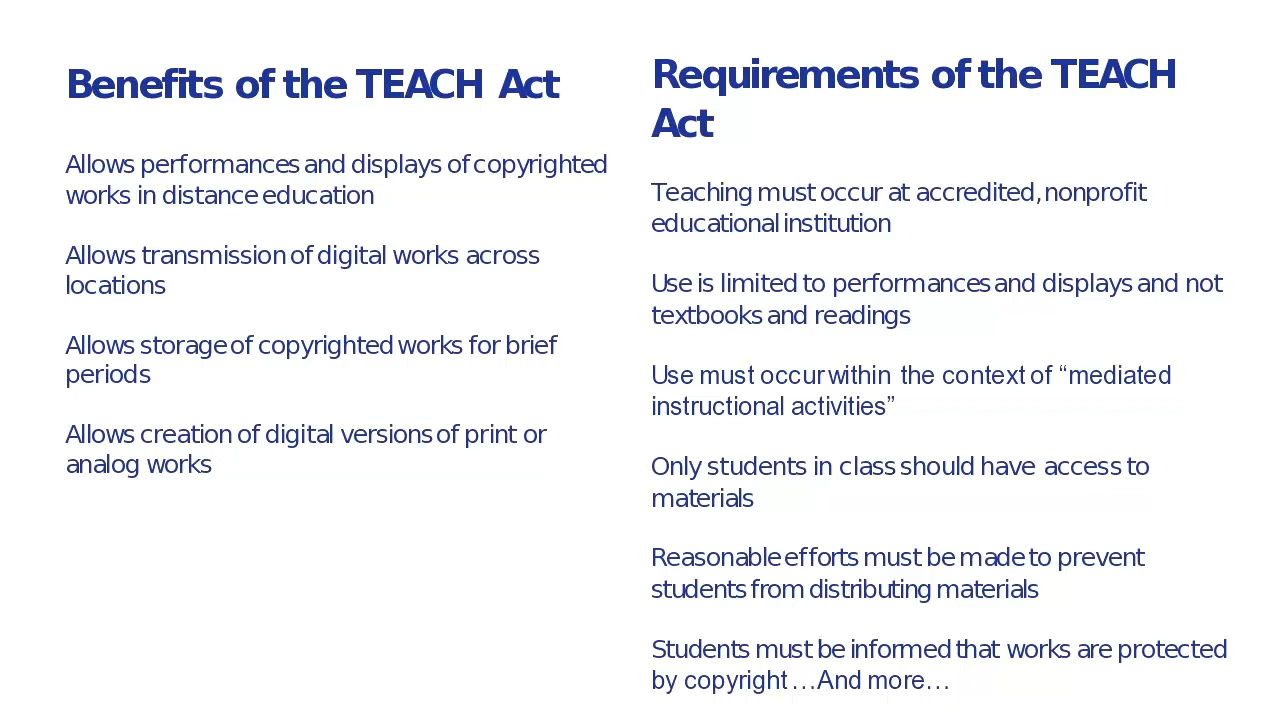 Benefits of the TEACH Act
Allows performances and displays of copyrighted
works in distance education
Allows transmission of digital works across
locations
Allows storage of copyrighted works for brief
periods
Allows creation of digital versions of print or
analog works
Requirements of the TEACH
Act
Teaching must occur at accredited, nonprofit
educational institution
Use is limited to performances and displays and not
textbooks and readings
Use must occur within the context of “mediated
instructional activities”
Only students in class should have access to
materials
Reasonable efforts must be made to prevent
students from distributing materials
Students must be informed that works are protected
by copyright …And more…